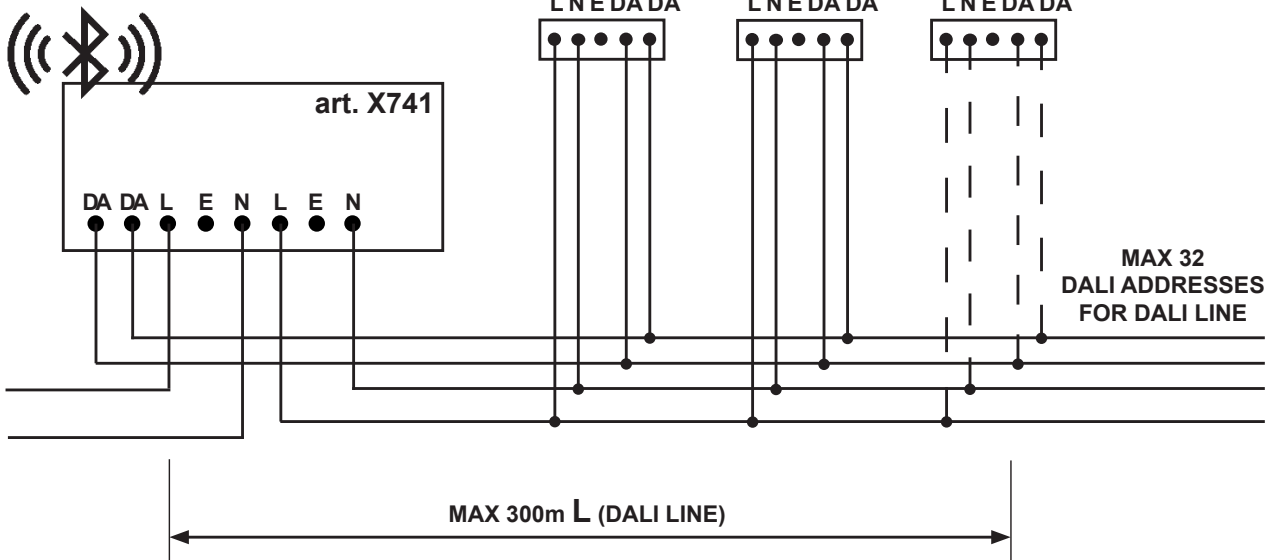 L N E DA DA
L N E DA DA
L N E DA DA
art. X741
DA DA L E N L E N
MAX 32
DALI ADDRESSES
FOR DALI LINE
MAX 300m L (DALI LINE)